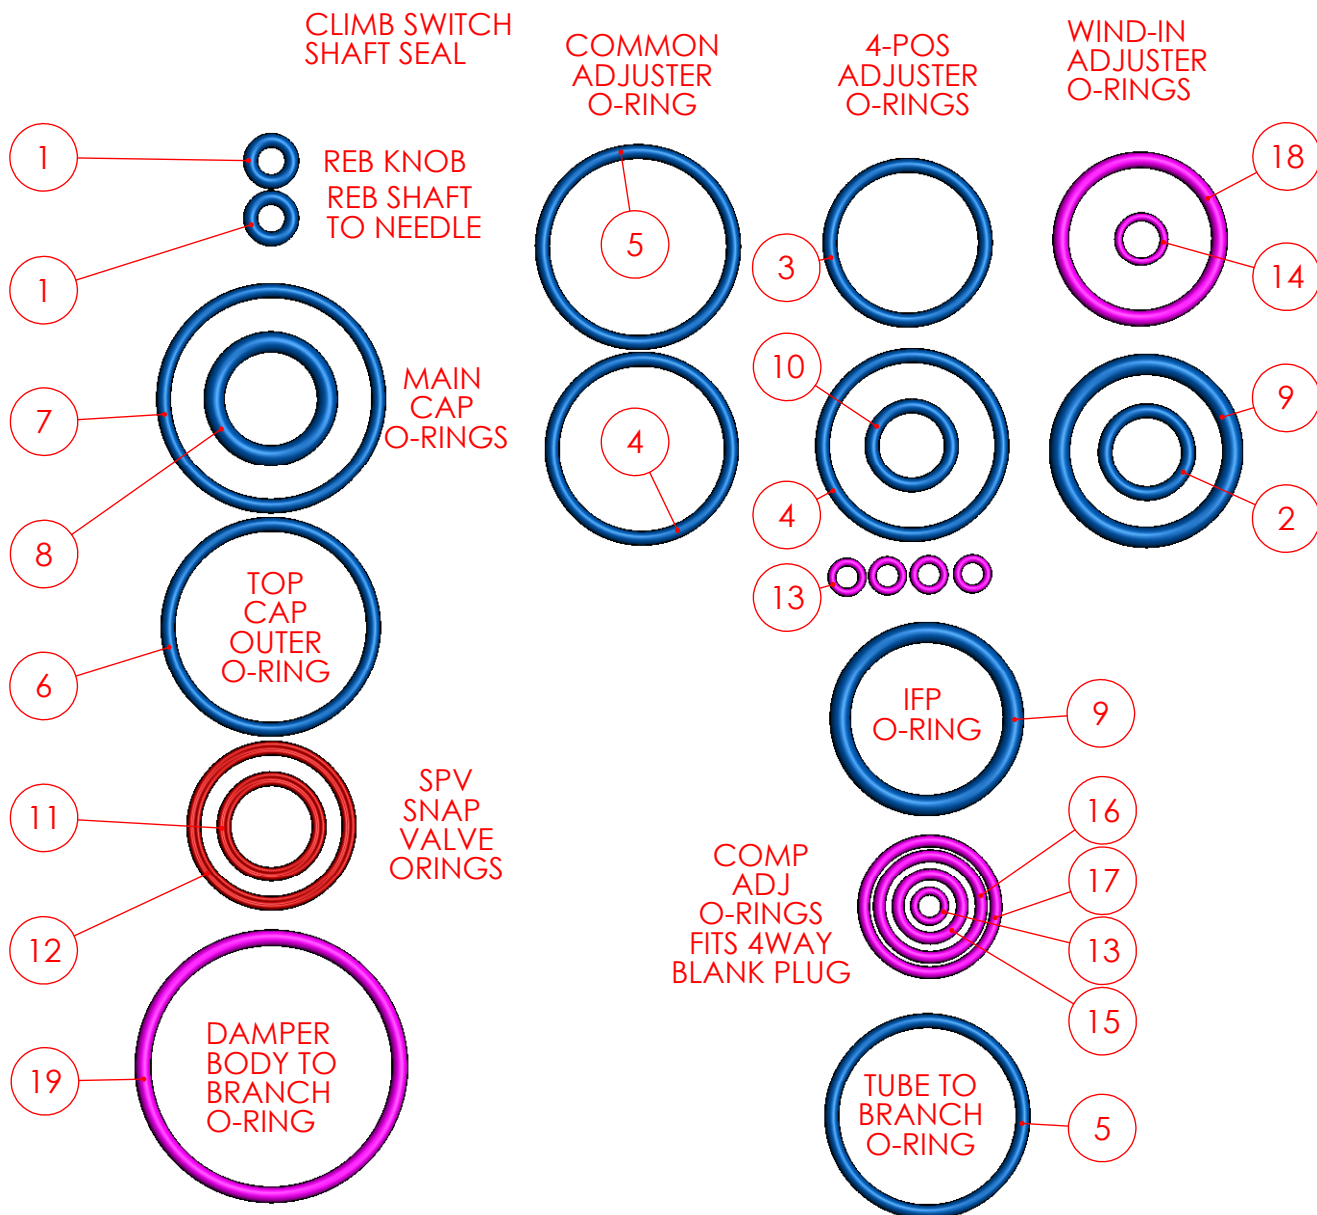 CLIMB SWITCH
SHAFT SEAL
COMMON
ADJUSTER
O-RING
4-POS
ADJUSTER
O-RINGS
WIND-IN
ADJUSTER
O-RINGS
1
REB KNOB
1
REB SHAFT
TO NEEDLE
5
3
18
14
7
8
MAIN
CAP
O-RINGS
4
10
4
9
2
13
6
TOP
CAP
OUTER
O-RING
IFP
O-RING
9
11
12
SPV
SNAP
VALVE
ORINGS
COMP
ADJ
O-RINGS
FITS 4WAY
BLANK PLUG
16
17
13
15
19
DAMPER
BODY TO
BRANCH
O-RING
TUBE TO
BRANCH
O-RING
5